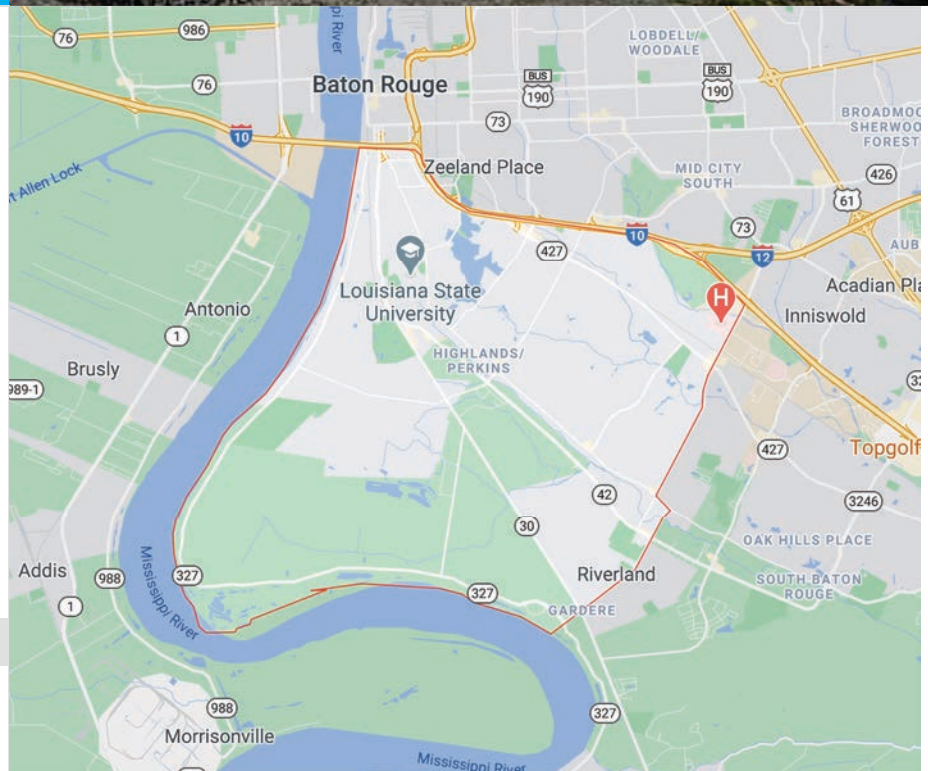 76
986
i River
LOBDELL/
WOODALE
76
Baton Rouge
BUS
190
BUS
190
73
BROADMOO
SHERWOO
FOREST
10
Zeeland Place
MID CITY
SOUTH
426
t Allen Lock
61
10
73
427
12
AUB
Louisiana State
University
H
Acadian Pla
Antonio
Inniswold
1
HIGHLANDS/
PERKINS
Brusly
989-1
32
427
Topgolf
42
3246
30
OAK HILLS PLACE
Addis
988
327
Riverland
SOUTH BATON
ROUGE
1
Mississippi River
327
GARDERE
988
327
Morrisonville
Mississippi River